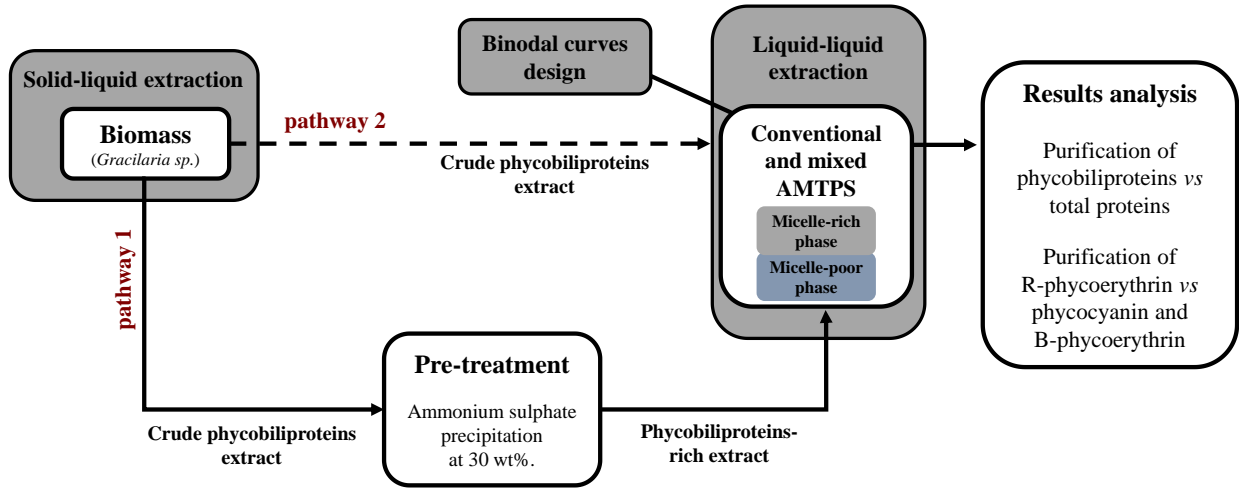 Solid-liquid extraction
Biomass
(Gracilaria sp.)
pathway 2
Crude phycobiliproteins
extract
pathway 1
Crude phycobiliproteins
extract
Pre-treatment
Ammonium sulphate
precipitation
at 30 wt%.
Phycobiliproteins-
rich extract
Binodal curves
design
Liquid-liquid
extraction
Conventional
and mixed
AMTPS
Micelle-rich
phase
Micelle-poor
phase
Results analysis
Purification of
phycobiliproteins vs
total proteins
Purification of
R-phycoerythrin vs
phycocyanin and
B-phycoerythrin